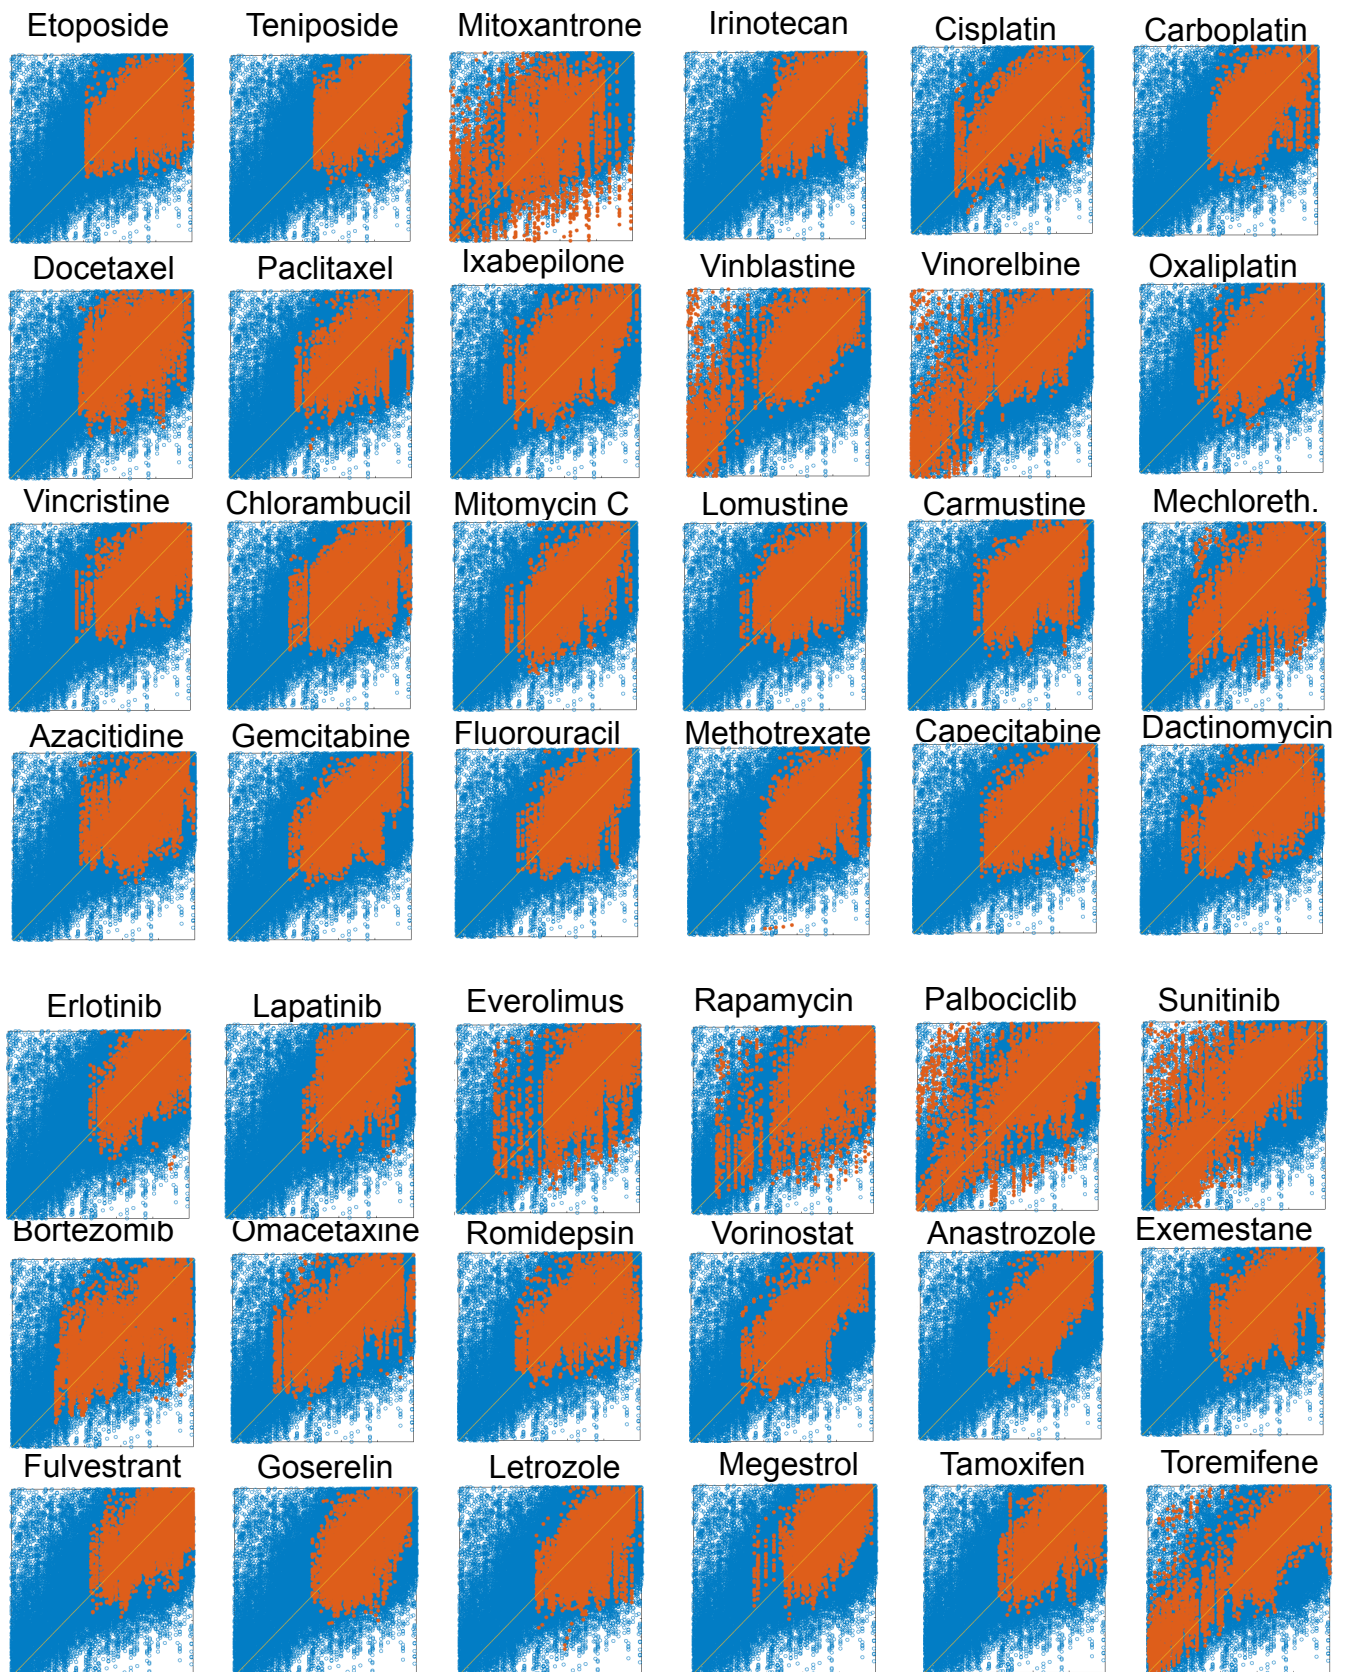 Etoposide Teniposide Mitoxantrone Irinotecan Cisplatin Carboplatin
Docetaxel Paclitaxel Ixabepilone Vinblastine Vinorelbine Oxaliplatin
Vincristine Chlorambucil Mitomycin C Lomustine Carmustine Mechloreth.
Azacitidine Gemcitabine Fluorouracil Methotrexate Capecitabine Dactinomycin
Erlotinib Lapatinib Everolimus Rapamycin Palbociclib Sunitinib
Bortezomib Omacetaxine Romidepsin Vorinostat Anastrozole Exemestane
Fulvestrant Goserelin Letrozole Megestrol Tamoxifen Toremifene